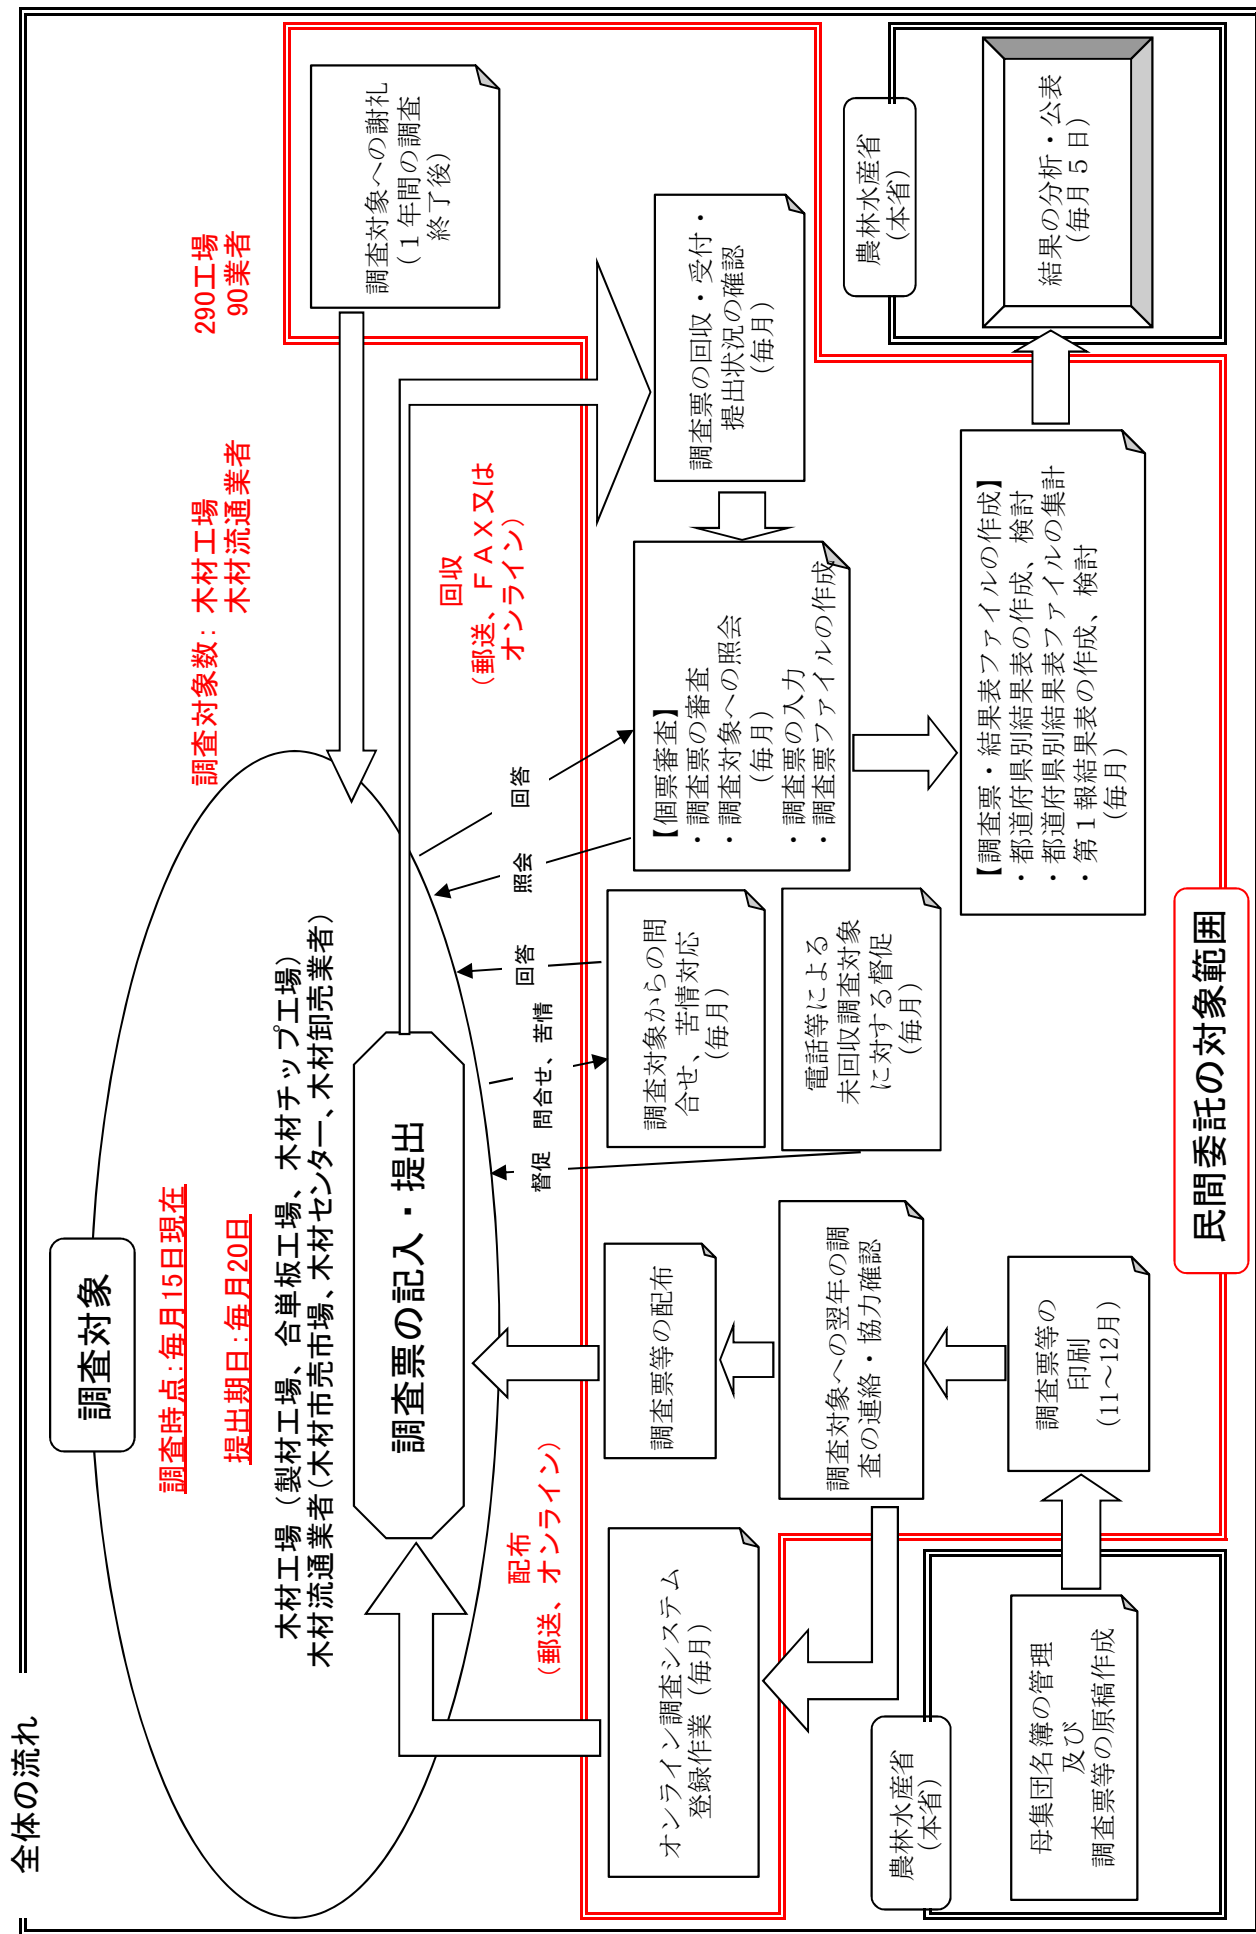 全体の流れ
調査対象
調査時点：毎月15日現在
提出期日：毎月20日
調査対象数：木材工場　290工場
木材流通業者　90業者
木材工場（製材工場、合単板工場、木材チップ工場）
木材流通業者（木材市売市場、木材センター、木材卸売業者）
調査票の記入・提出
配布
（郵送、オンライン）
回収
（郵送、ＦＡＸ又は
オンライン）
督促
問合せ、苦情
回答
照会
回答
調査対象への謝礼
（１年間の調査
終了後）
オンライン調査システム
登録作業（毎月）
調査票等の配布
調査対象からの問
合せ、苦情対応
（毎月）
【個票審査】
・調査票の審査
・調査対象への照会
（毎月）
・調査票の入力
・調査票ファイルの作成
調査票の回収・受付・
提出状況の確認
（毎月）
調査対象への翌年の調
査の連絡・協力確認
電話等による
未回収調査対象
に対する督促
（毎月）
農林水産省
（本省）
母集団名簿の管理
及び
調査票等の原稿作成
調査票等の
印刷
（11～12月）
【調査票・結果表ファイルの作成】
・都道府県別結果表の作成、検討
・都道府県別結果表ファイルの集計
・第１報結果表の作成、検討
（毎月）
農林水産省
（本省）
結果の分析・公表
（毎月５日）
民間委託の対象範囲